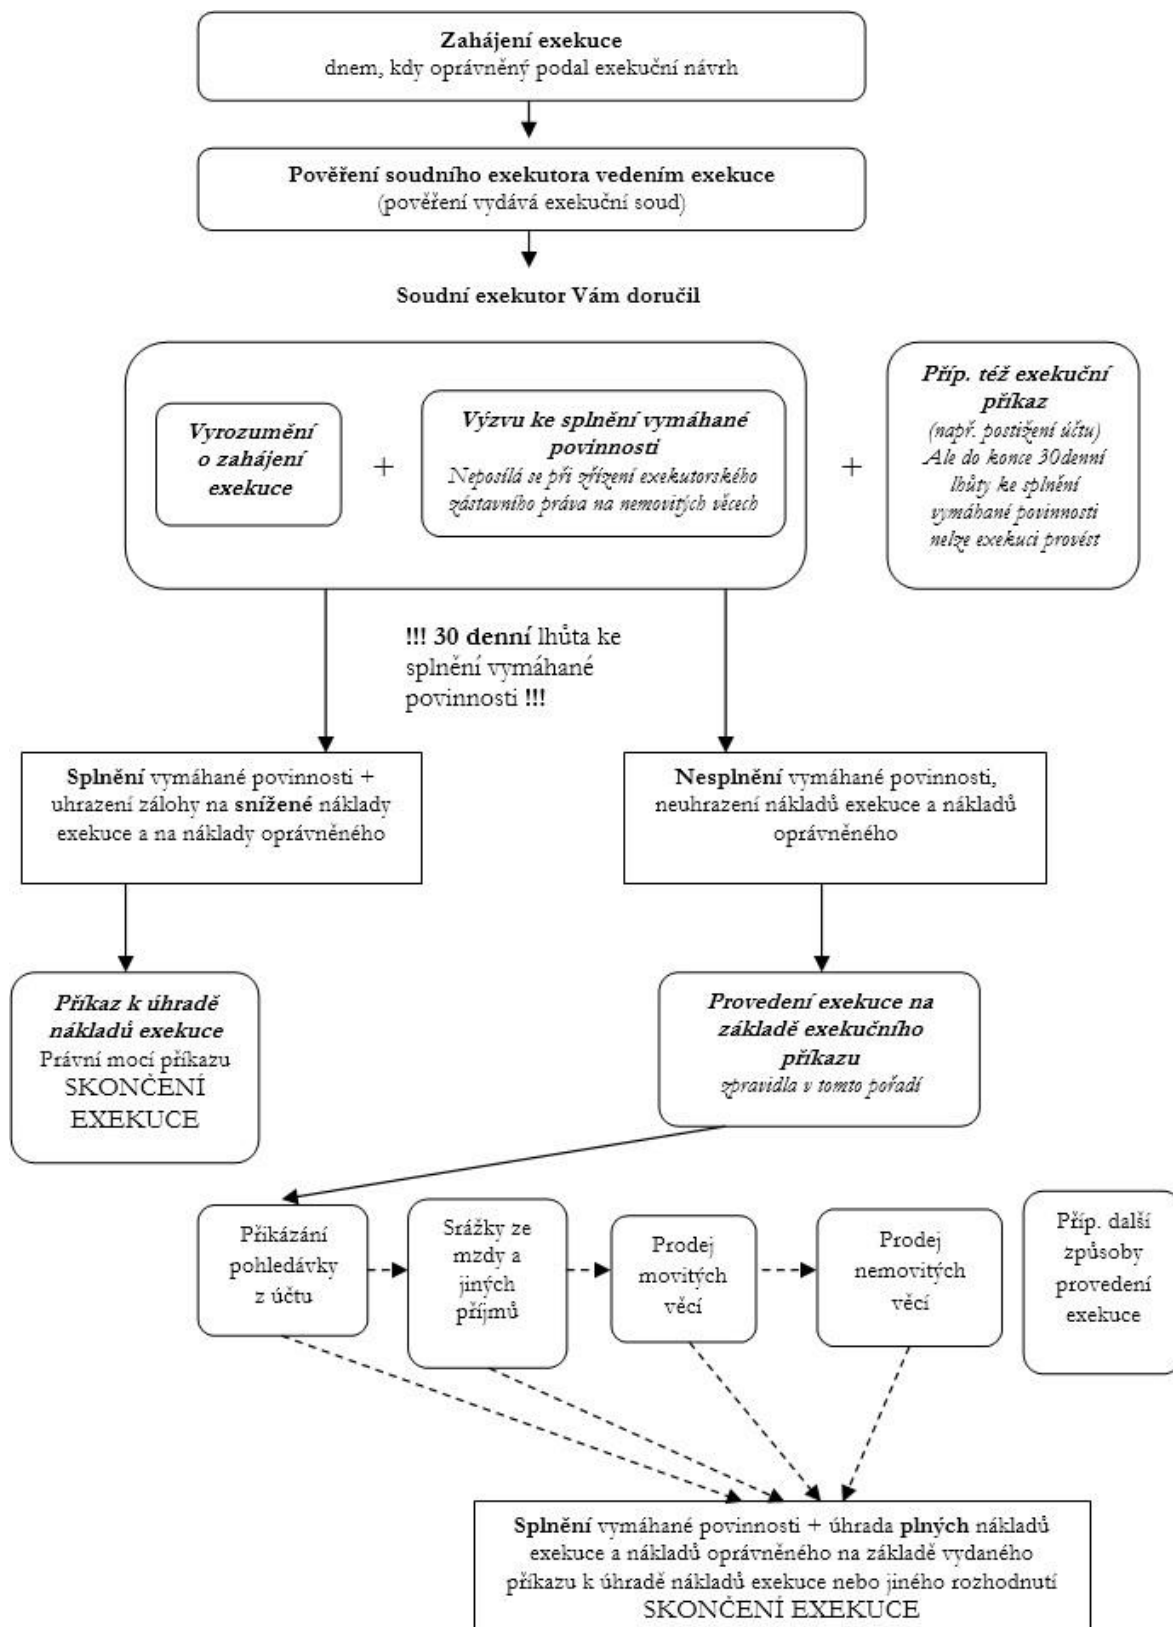 Zahájení exekuce
dnem, kdy oprávněný podal exekuční návrh
Pověření soudního exekutora vedením exekuce
(pověření vydává exekuční soud)
Soudní exekutor Vám doručil
Vyrozumění
o zahájení
exekuce
+
Výzvu ke splnění vymáhané
povinnosti
Neposílá se při zřízení exekutorského
zástavního práva na nemovitých věcech
+
Příp. též exekuční
příkaz
(např. postižení účtu)
Ale do konce 30denní
lhůty ke splnění
vymáhané povinnosti
nelze exekuci provést
!!! 30 denní lhůta ke
splnění vymáhané
povinnosti !!!
Splnění vymáhané povinnosti +
uhrazení zálohy na snížené náklady
exekuce a na náklady oprávněného
Nesplnění vymáhané povinnosti,
neuhrazení nákladů exekuce a nákladů
oprávněného
Příkaz k úhradě
nákladů exekuce
Právní mocí příkazu
SKONČENÍ
EXEKUCE
Provedení exekuce na
základě exekučního
příkazu
zpravidla v tomto pořadí
Přikázání
pohledávky
z účtu
Srážky ze
mzdy a
jiných
příjmů
Prodej
movitých
věcí
Prodej
nemovitých
věcí
Příp. další
způsoby
provedení
exekuce
Splnění vymáhané povinnosti + úhrada plných nákladů
exekuce a nákladů oprávněného na základě vydaného
příkazu k úhradě nákladů exekuce nebo jiného rozhodnutí
SKONČENÍ EXEKUCE